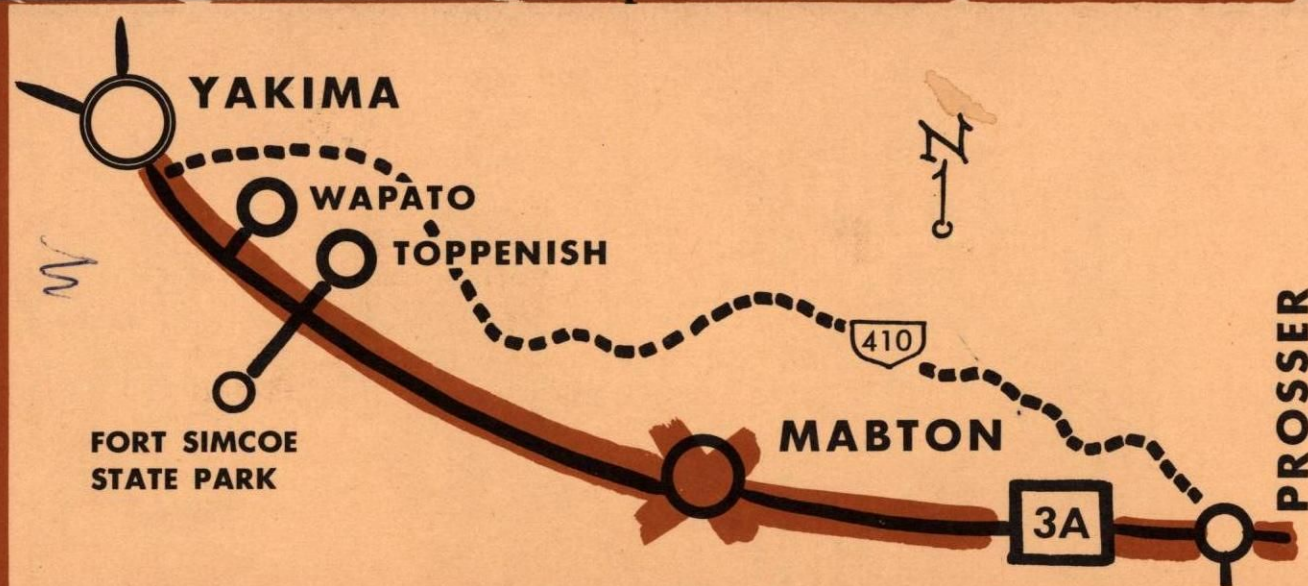 YAKIMA
N
WAPATO
TOPPENISH
410
PROSSER
MABTON
FORT SIMCOE
STATE PARK
3A